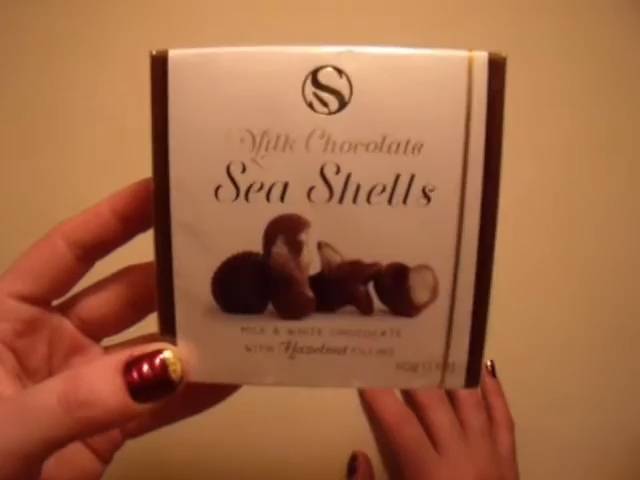 S
Milk Chocolate
Sea Shells
MILK & WHITE CHOCOLATE
WITH Hazelnut FILLING